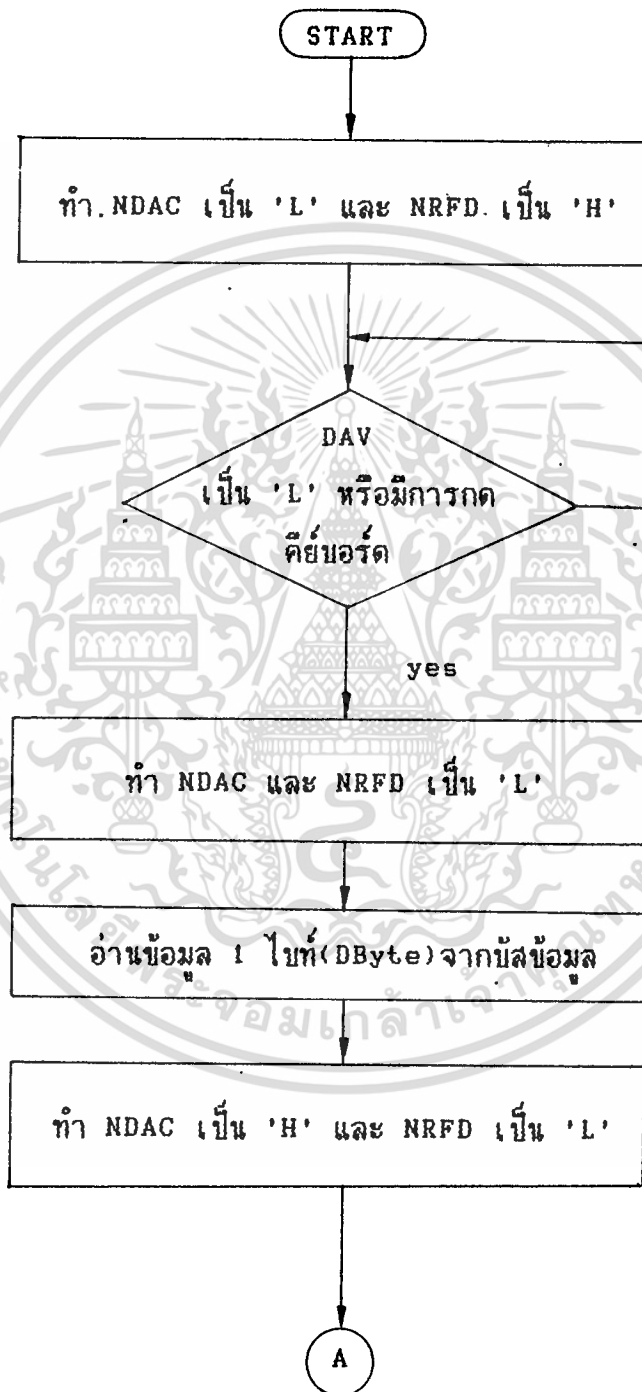 START
ทำ.NDAC เป็น 'L' และ NRFD. เป็น 'H'
DAV
เป็น 'L' หรือมีการกด
คีย์บอร์ด
yes
ทำ NDAC และ NRFD เป็น 'L'
อ่านข้อมูล 1 ไบท์(DByte)จากบัสข้อมูล
ทำ NDAC เป็น 'H' และ NRFD เป็น 'L'
A